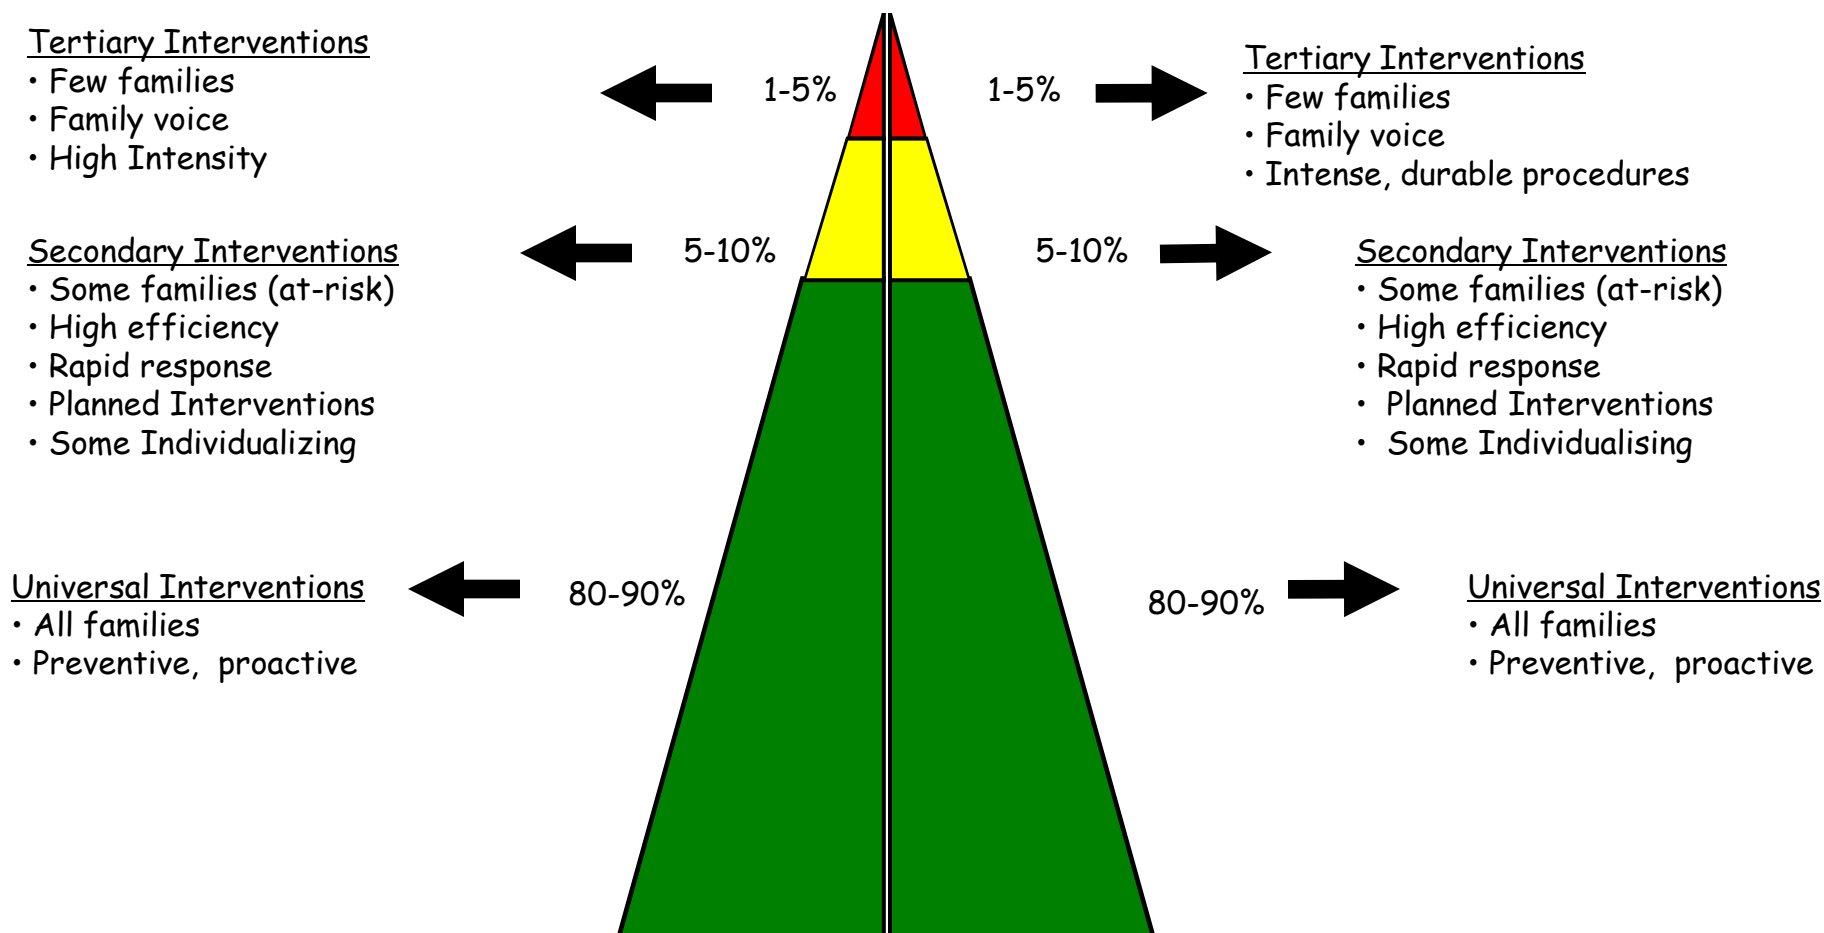 Tertiary Interventions
• Few families
• Family voice
• High Intensity
1-5%
Secondary Interventions
• Some families (at-risk)
• High efficiency
• Rapid response
• Planned Interventions
• Some Individualizing
5-10%
Universal Interventions
• All families
• Preventive, proactive
80-90%
1-5%
Tertiary Interventions
• Few families
• Family voice
• Intense, durable procedures
5-10%
Secondary Interventions
• Some families (at-risk)
• High efficiency
• Rapid response
• Planned Interventions
• Some Individualising
80-90%
Universal Interventions
• All families
• Preventive, proactive